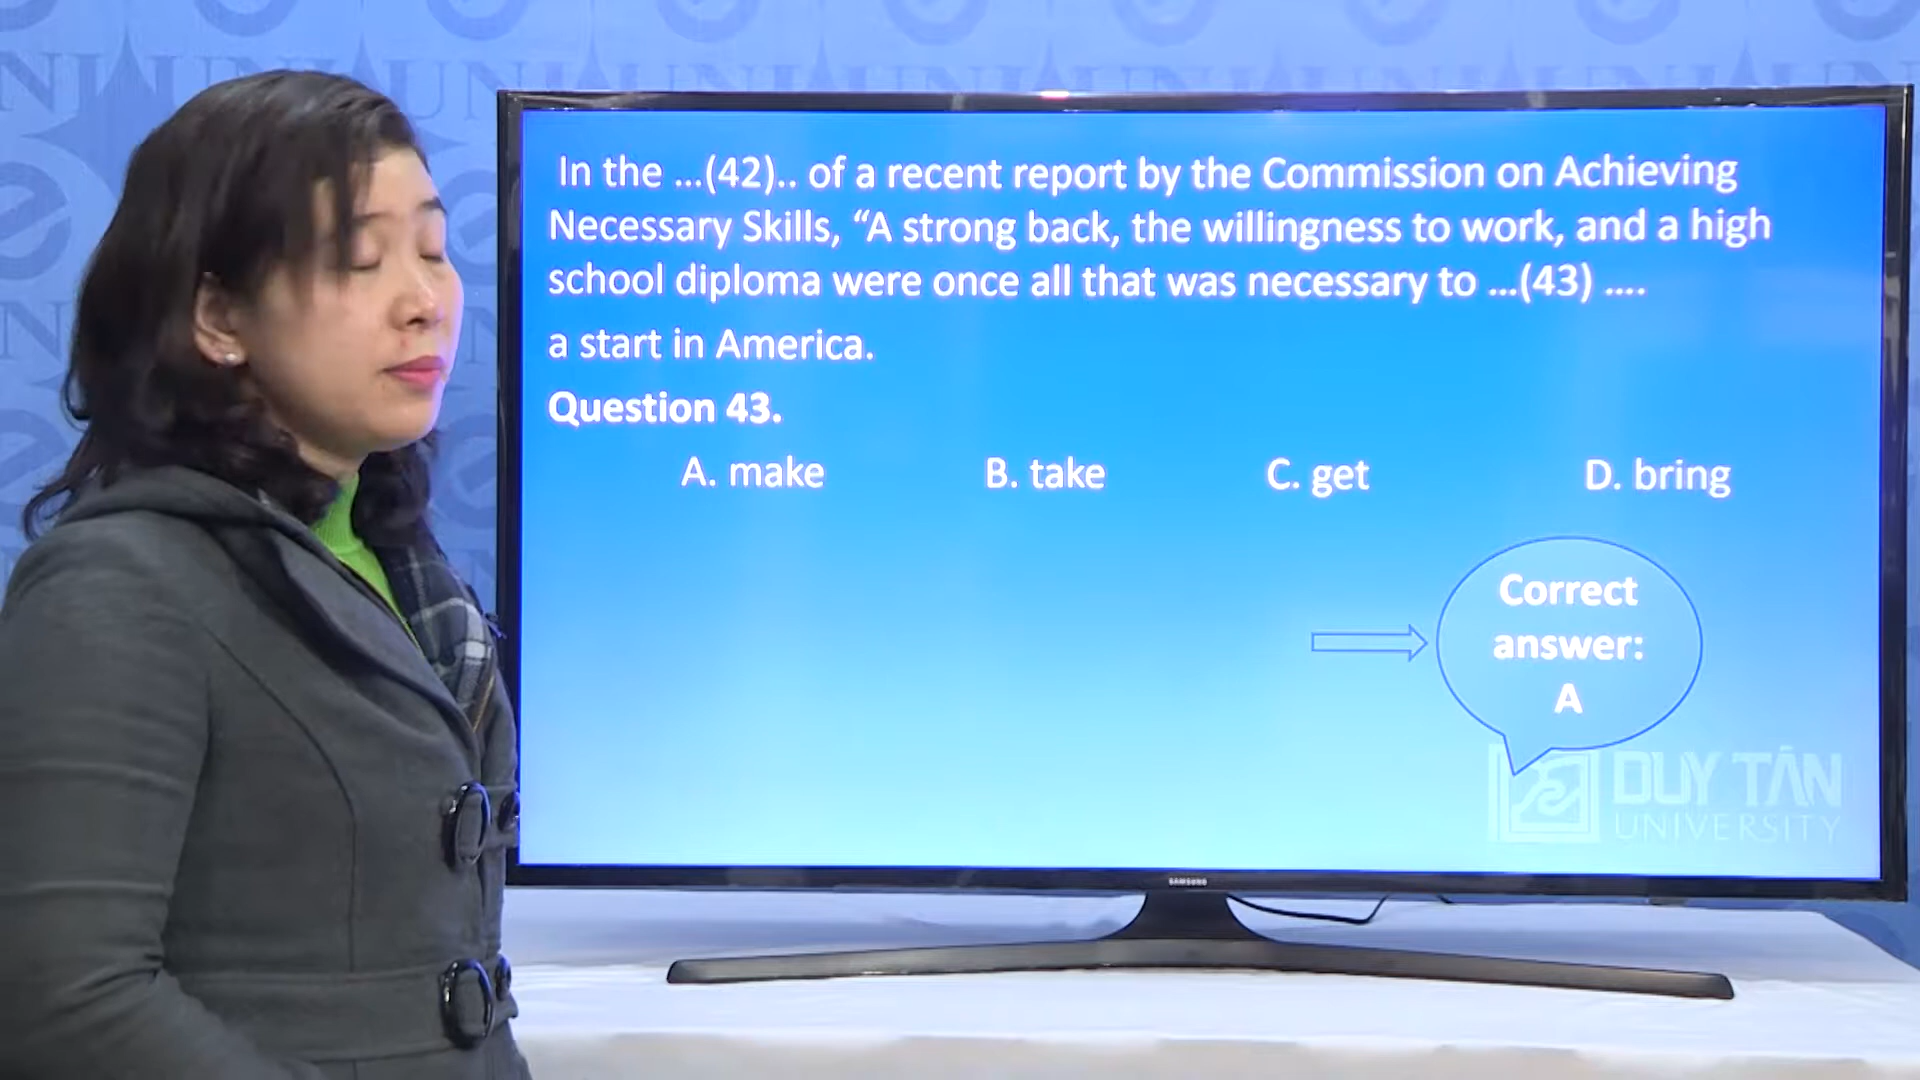 In the ...(42).. of a recent report by the Commission on Achieving
Necessary Skills, “A strong back, the willingness to work, and a high
school diploma were once all that was necessary to ...(43) ....
a start in America.
Question 43.
A. make B. take C. get D. bring
Correct
answer:
A
DUY TÂN
UNIVERSITY
SAMSUNG